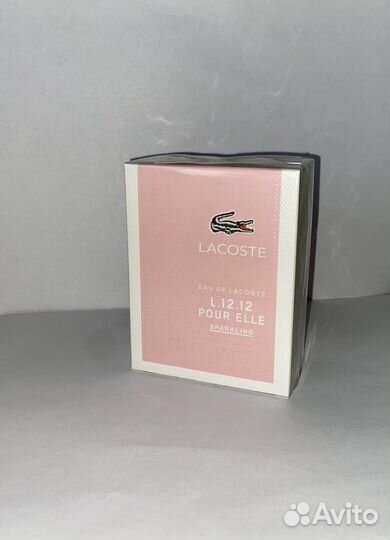 LACOSTE
EAU DE LACOSTE
L.12.12
POUR ELLE
SPARKLING
Avito